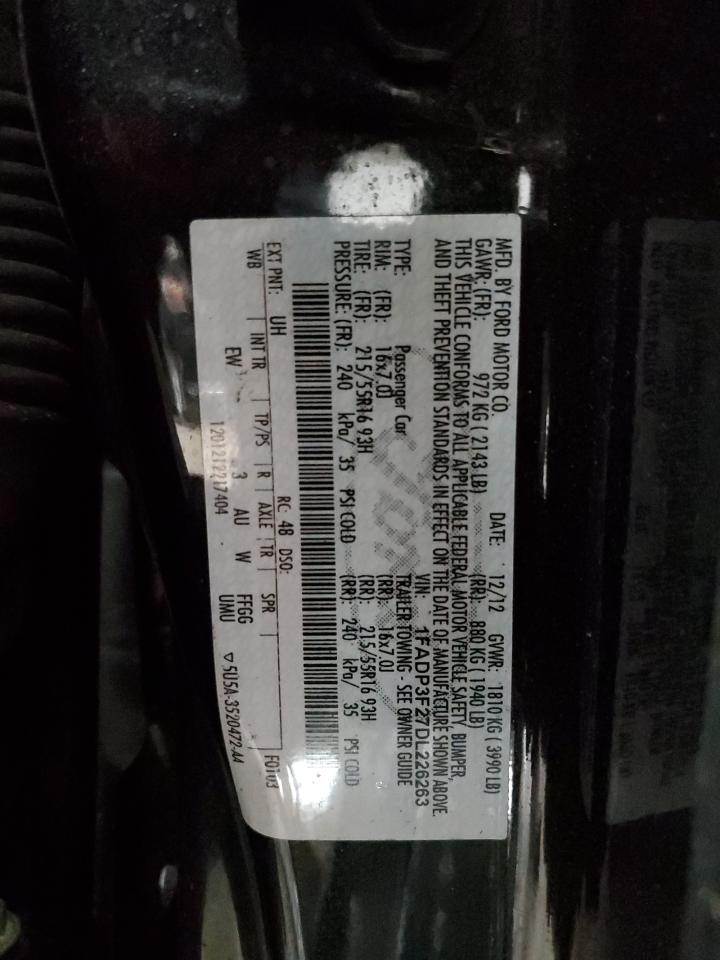 MFD. BY FORD MOTOR CO. DATE: 12/12 GVWR: 1810 KG ( 3990 LB)
GAWR: (FR): 972 KG ( 2143 LB) (RR): 880 KG ( 1940 LB)
THIS VEHICLE CONFORMS TO ALL APPLICABLE FEDERAL MOTOR VEHICLE SAFETY, BUMPER,
AND THEFT PREVENTION STANDARDS IN EFFECT ON THE DATE OF MANUFACTURE SHOWN ABOVE.
VIN: 1FADP3F27DL226263
TYPE: Passenger Car TRAILER TOWING - SEE OWNER GUIDE
RIM: (FR): 16x7.0J (RR): 16x7.0J
TIRE: (FR): 215/55R16 93H (RR): 215/55R16 93H
PRESSURE: (FR): 240 kPa/ 35 PSI COLD (RR): 240 kPa/ 35 PSI COLD
F0103
EXT PNT: UH RC: 48 DSO:
WB INT TR TP/PS R AXLE TR SPR
EW 3 AU W FFGG
UMU
1201212217404
▽5U5A-3520472-AA